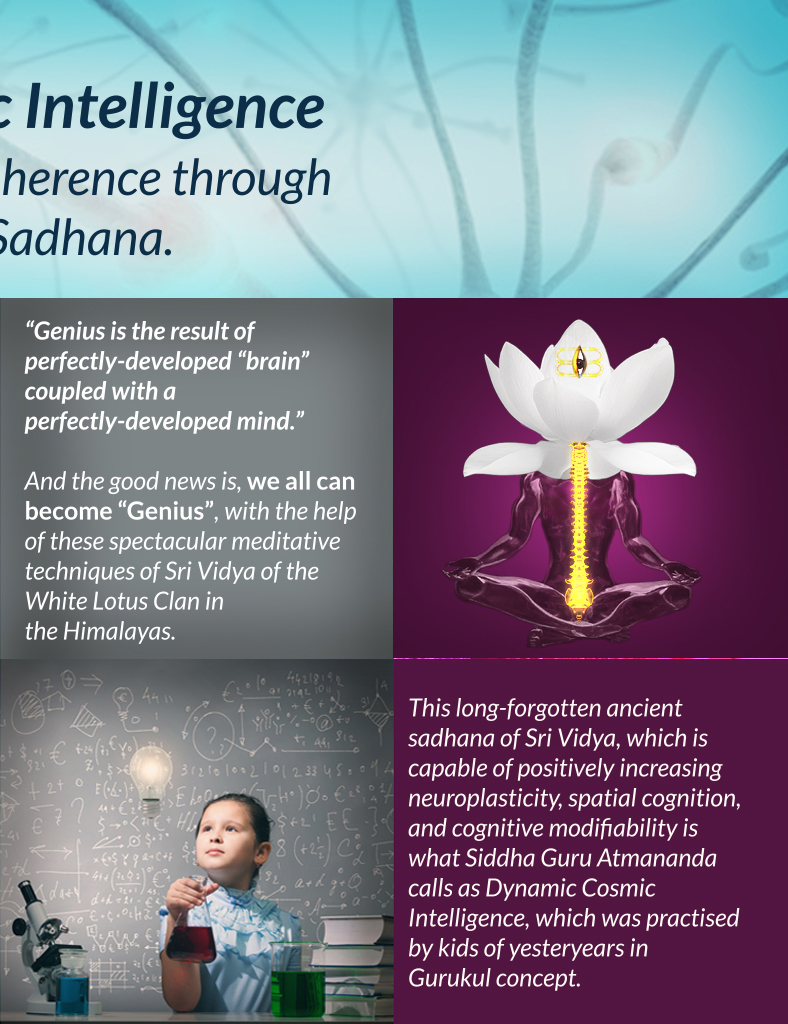 c Intelligence
herence through
Sadhana.
“Genius is the result of
perfectly-developed “brain”
coupled with a
perfectly-developed mind.”
And the good news is, we all can
become “Genius”, with the help
of these spectacular meditative
techniques of Sri Vidya of the
White Lotus Clan in
the Himalayas.
This long-forgotten ancient
sadhana of Sri Vidya, which is
capable of positively increasing
neuroplasticity, spatial cognition,
and cognitive modifiability is
what Siddha Guru Atmananda
calls as Dynamic Cosmic
Intelligence, which was practised
by kids of yesteryears in
Gurukul concept.